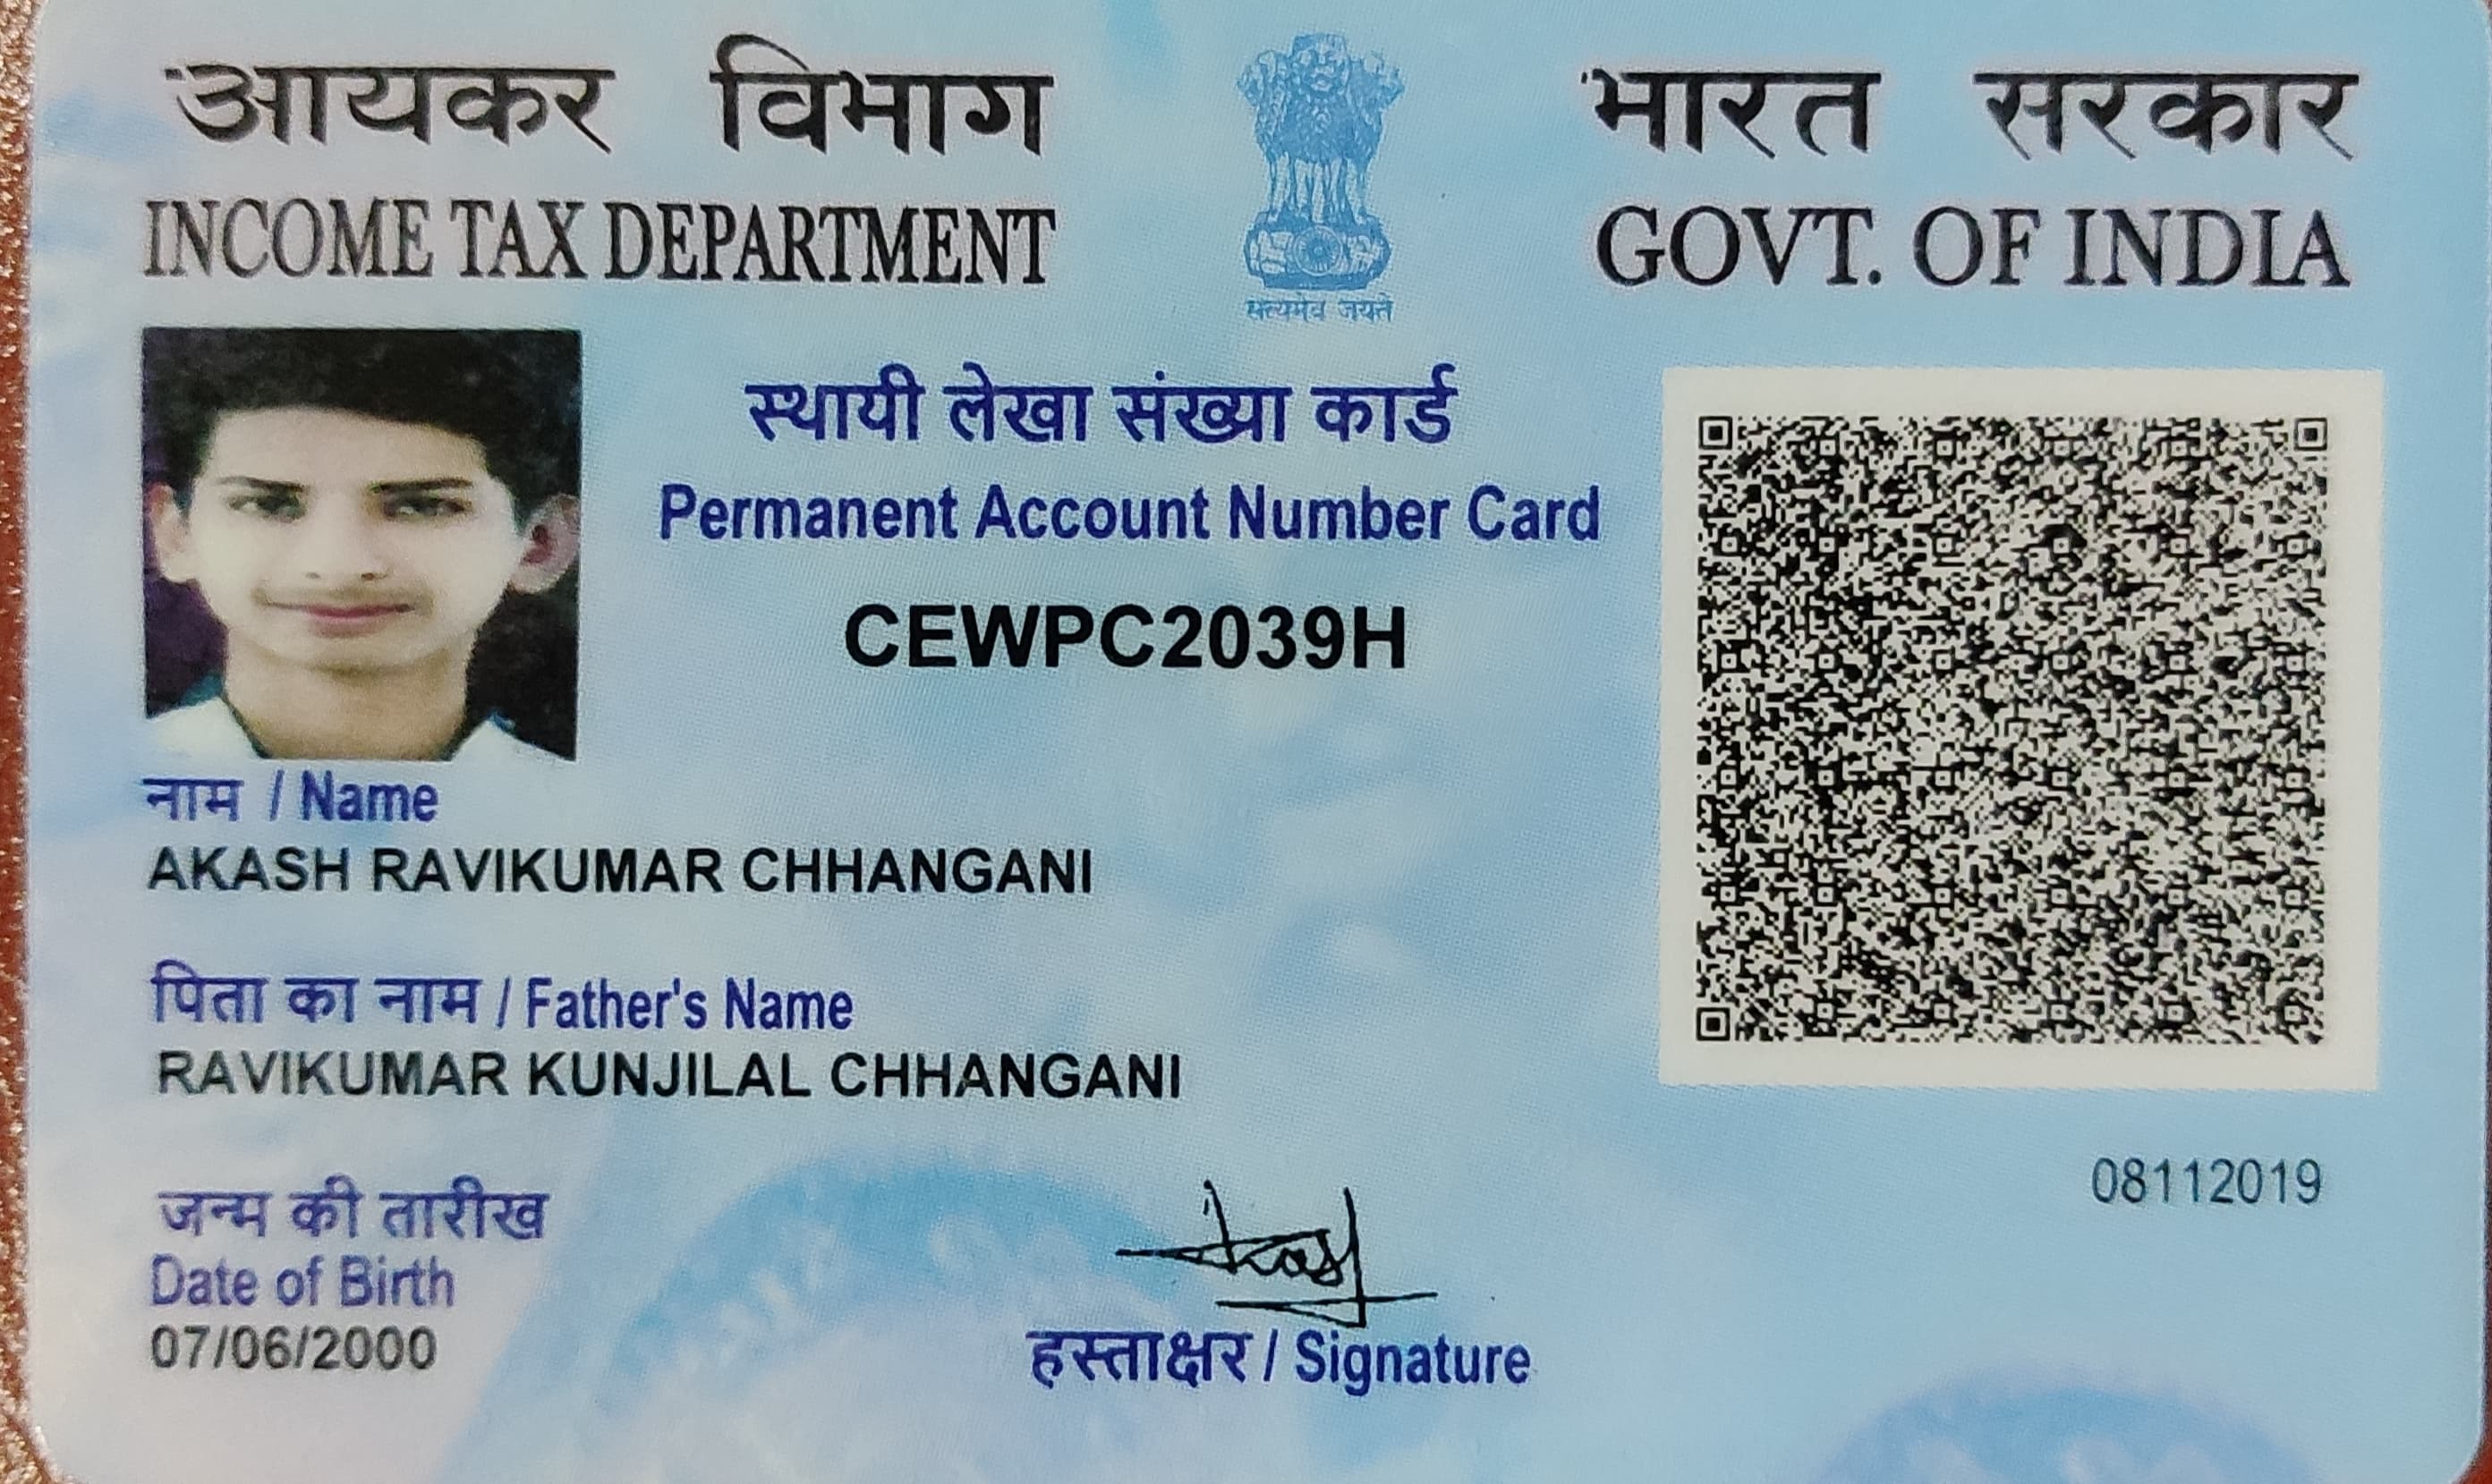 आयकर विभाग
INCOME TAX DEPARTMENT
सत्यमेव जयते
भारत सरकार
GOVT. OF INDIA
स्थायी लेखा संख्या कार्ड
Permanent Account Number Card
CEWPC2039H
नाम / Name
AKASH RAVIKUMAR CHHANGANI
पिता का नाम / Father's Name
RAVIKUMAR KUNJILAL CHHANGANI
08112019
जन्म की तारीख
Date of Birth
07/06/2000
Akash
हस्ताक्षर / Signature